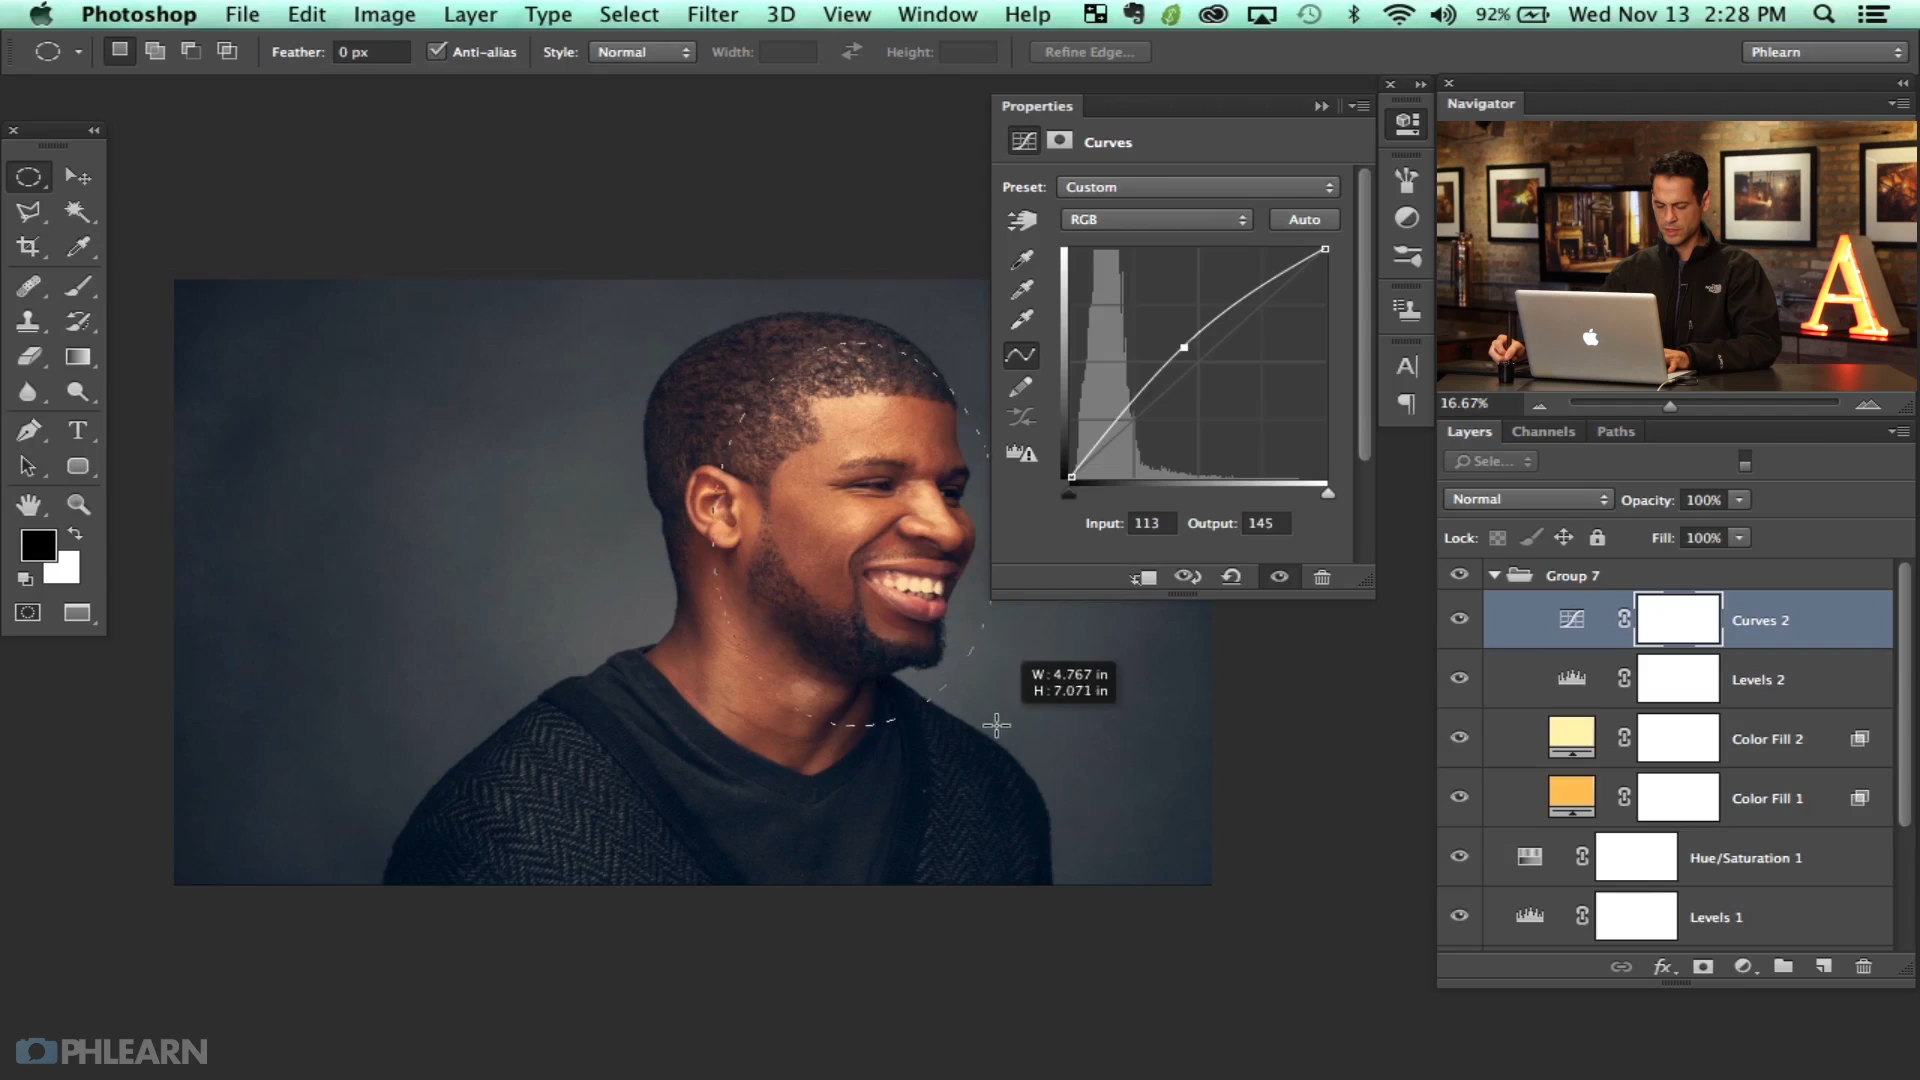 Photoshop File Edit Image Layer Type Select Filter 3D View Window Help 92% Wed Nov 13 2:28 PM
Feather: 0 px Anti-alias Style: Normal Width: Height: Refine Edge... Phlearn
Properties
Curves
Preset: Custom
RGB Auto
Input: 113 Output: 145
W: 4.767 in
H: 7.071 in
Navigator
A
16.67%
Layers Channels Paths
Sele...
Normal Opacity: 100%
Lock: Fill: 100%
Group 7
Curves 2
Levels 2
Color Fill 2
Color Fill 1
Hue/Saturation 1
Levels 1
fx
PHLEARN